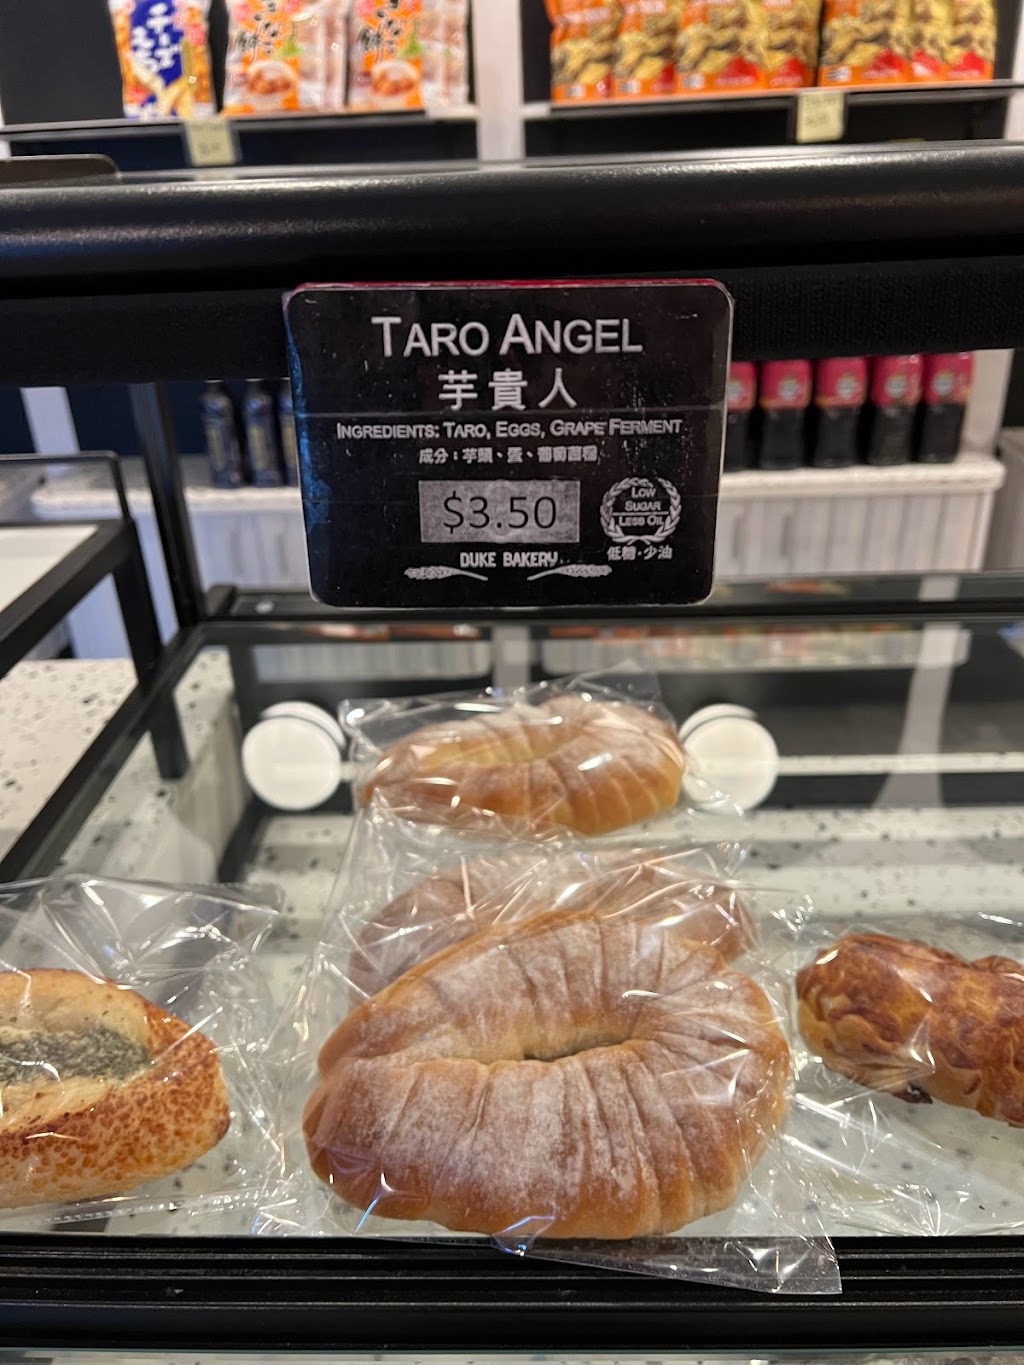 TARO ANGEL
芋貴人
INGREDIENTS: TARO, EGGS, GRAPE FERMENT
成分：芋頭、蛋、葡萄菌種
$3.50
LOW
SUGAR
LESS OIL
低糖·少油
DUKE BAKERY